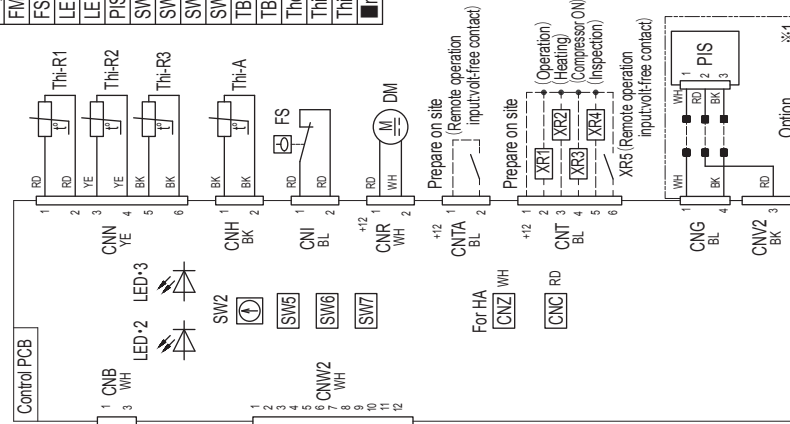 FM
FS
LE
LE
PIS
SW
SW
SW
SW
TB
TB
The
Thi
Thi
Control PCB
CNB
WH
1
3
LED•2
LED•3
CNW2
WH
1
2
3
4
5
6
7
8
9
10
11
12
SW2
SW5
SW6
SW7
For HA
CNZ WH
CNC RD
CNN
YE
1 RD
2 RD
3 YE
4 YE
5 BK
6 BK
t° Thi-R1
t° Thi-R2
t° Thi-R3
CNH
BK
1 BK
2 BK
t° Thi-A
CNI
BL
1 RD
2 RD
FS
CNR
WH
+12 1 RD
2 WH
M DM
Prepare on site
CNTA
BL
+12 1
2
(Remote operation
input:volt-free contact)
Prepare on site
CNT
BL
+12 1
2
3
4
5
6
XR1
XR2
XR3
XR4
(Operation)
(Heating)
(Compressor ON)
(Inspection)
XR5 (Remote operation
input:volt-free contact)
CNG
BL
1 WH
4 BK
CNV2
BK
3 RD
WH 1
RD 2
BK 3
PIS
Option
※1